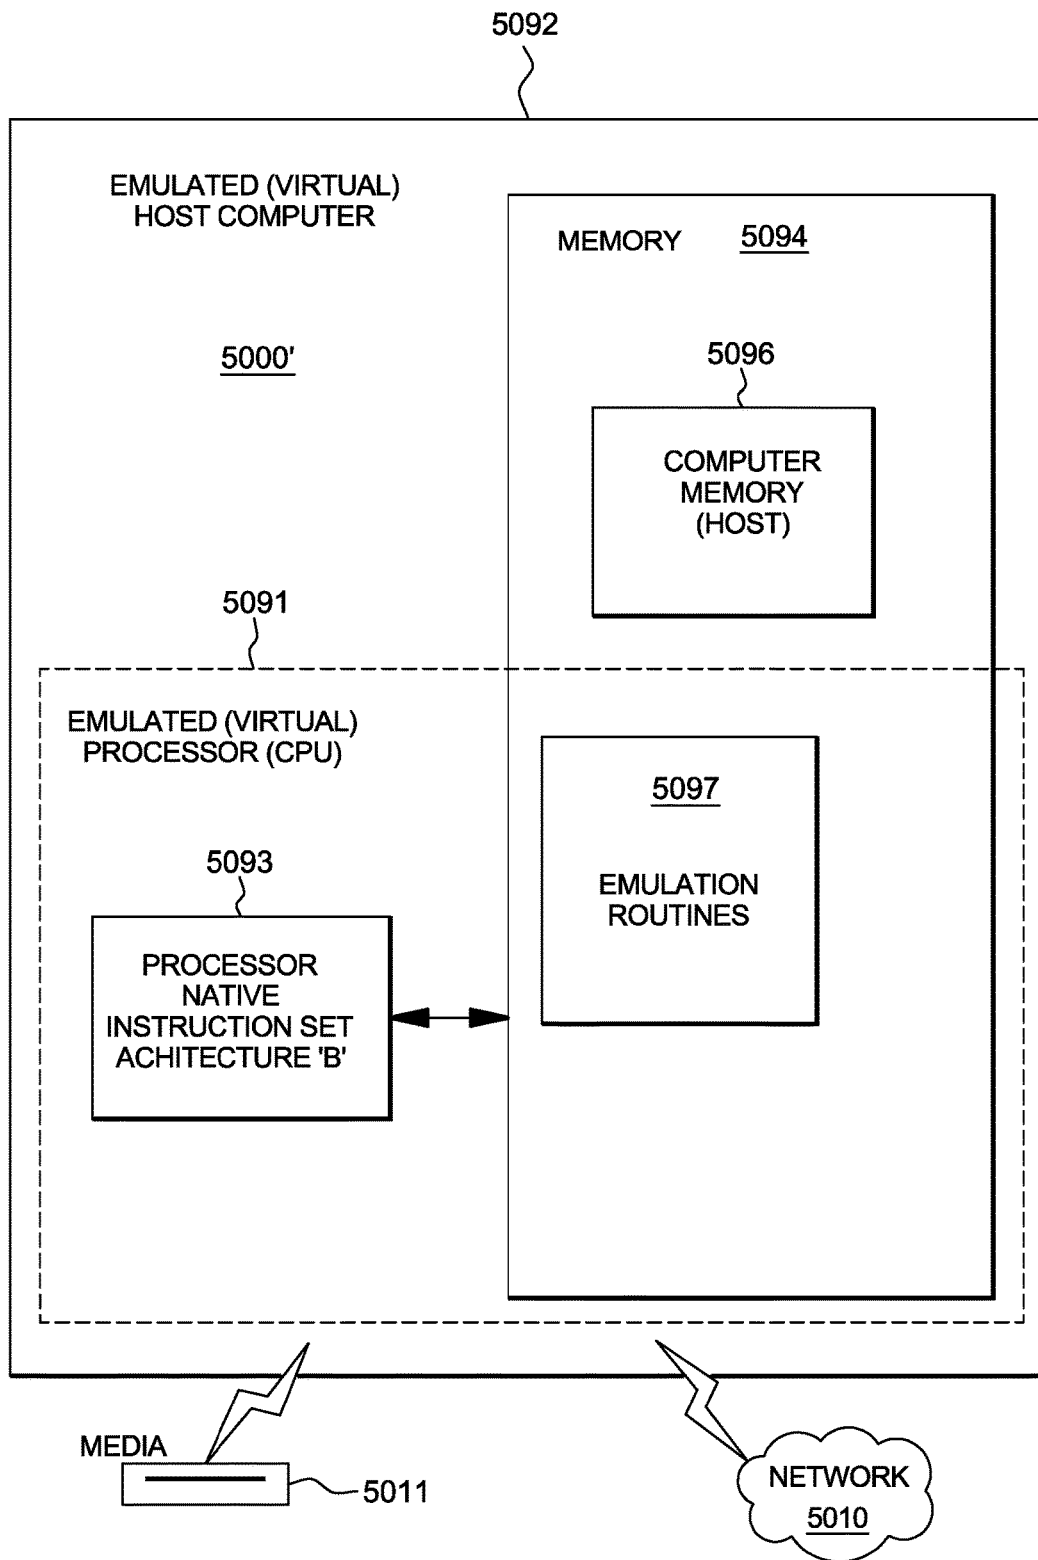 5092
EMULATED (VIRTUAL)
HOST COMPUTER
MEMORY 5094
5000'
5096
COMPUTER
MEMORY
(HOST)
5091
EMULATED (VIRTUAL)
PROCESSOR (CPU)
5097
EMULATION
ROUTINES
5093
PROCESSOR
NATIVE
INSTRUCTION SET
ACHITECTURE 'B'
MEDIA
5011
NETWORK
5010